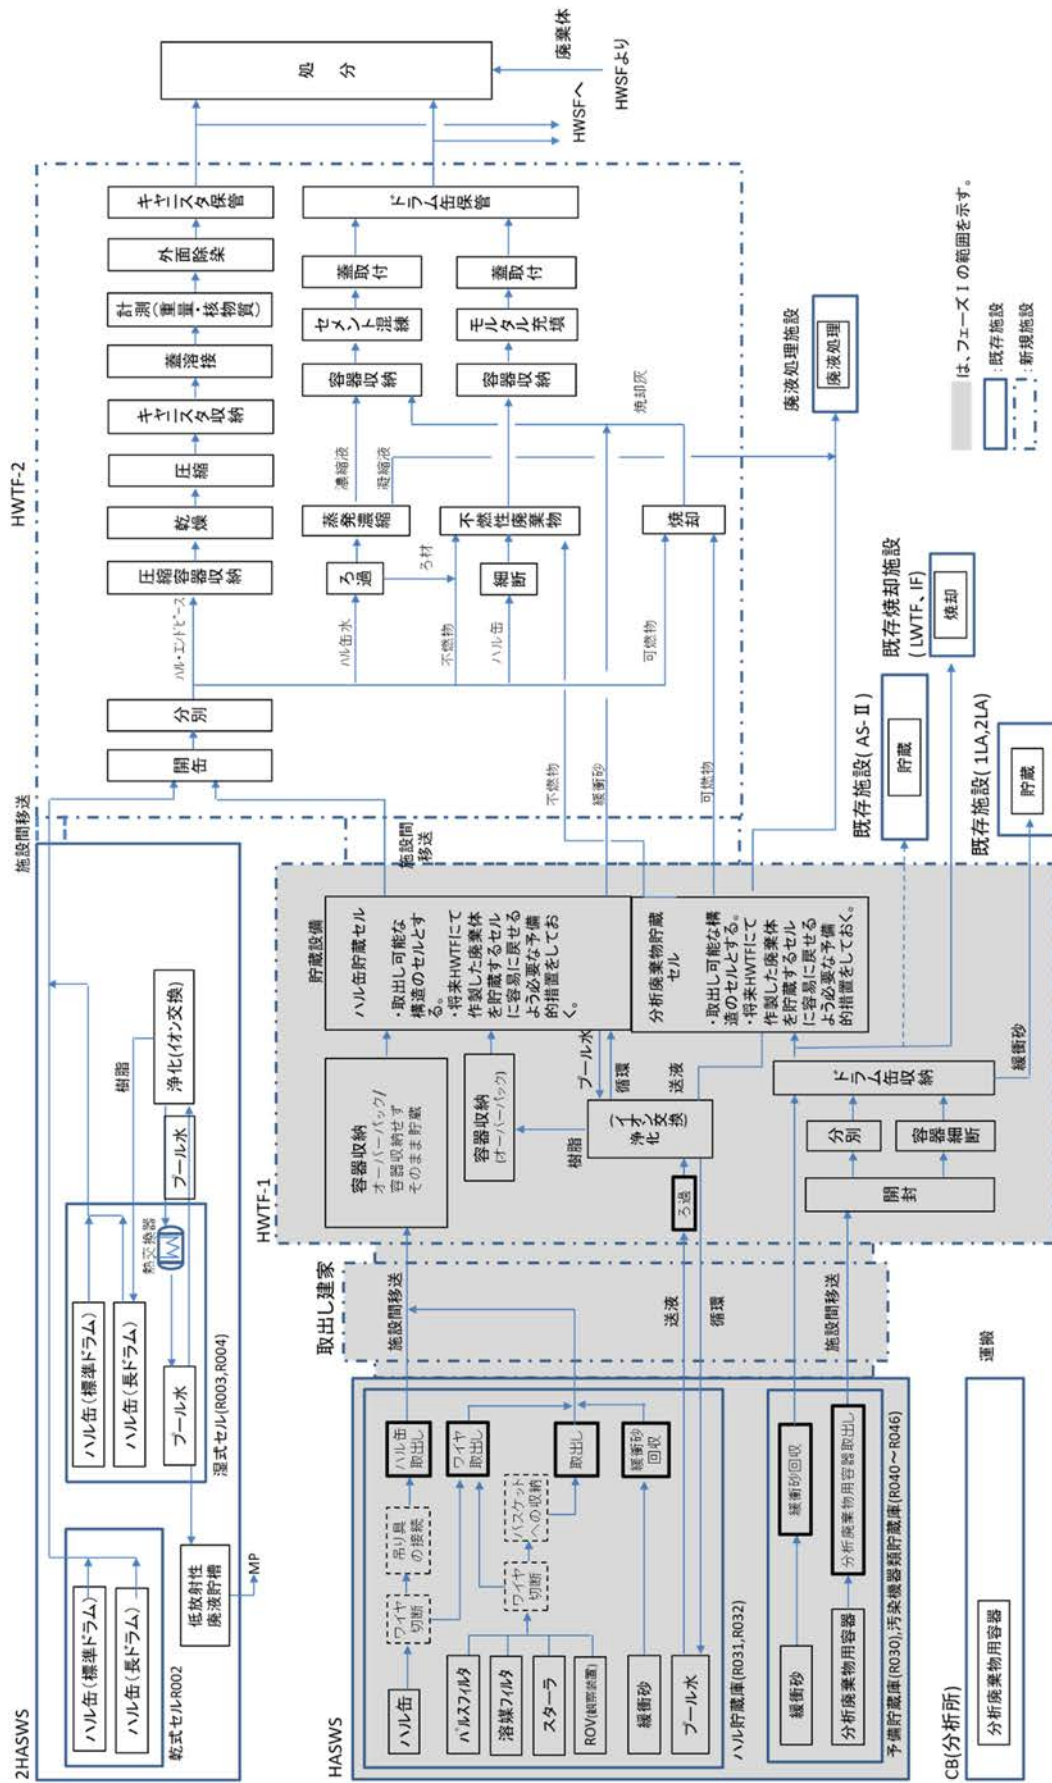 2HASWS
ハル缶(標準ドラム)
ハル缶(長ドラム)
乾式セルR002
低放射性
廃液貯槽
MP
ハル缶(標準ドラム)
ハル缶(長ドラム)
プール水
湿式セル(R003,R004)
熱交換器
プール水
浄化(イオン交換)
樹脂
施設間移送
HASWS
ハル缶
ワイヤ
切断
吊り具
の接続
ハル缶
取出し
パルスフィルタ
溶媒フィルタ
スターラ
ROV(観察装置)
ワイヤ
切断
バスケット
への収納
ワイヤ
取出し
取出し
緩衝砂
緩衝砂
回収
プール水
ハル貯蔵庫(R031,R032)
緩衝砂
緩衝砂回収
分析廃棄物用容器
分析廃棄物用容器取出し
予備貯蔵庫(R030),汚染機器類貯蔵庫(R040~R046)
CB(分析所)
分析廃棄物用容器
運搬
取出し建家
施設間移送
送液
循環
施設間移送
HWTF-1
容器収納
オーバーパック/
容器収納せず
そのまま貯蔵
容器収納
(オーバーパック)
樹脂
ろ過
浄化
(イオン交換)
プール水
循環
送液
開封
分別
容器細断
ドラム缶収納
緩衝砂
貯蔵設備
ハル缶貯蔵セル
・取出し可能な
構造のセルとす
る。
・将来HWTFにて
作製した廃棄体
を貯蔵するセル
に容易に戻せる
よう必要な予備
的措置をしてお
く。
分析廃棄物貯蔵
セル
・取出し可能な構
造のセルとする。
・将来HWTFにて
作製した廃棄体
を貯蔵するセル
に容易に戻せる
よう必要な予備
的措置をしておく。
施設間
移送
不燃物
緩衝砂
可燃物
HWTF-2
開缶
分別
ハル・エンドピース
圧縮容器収納
乾燥
圧縮
キャニスタ収納
蓋溶接
計測(重量・核物質)
外面除染
キャニスタ保管
ハル缶水
ろ過
蒸発濃縮
濃縮液
凝縮液
容器収納
セメント混練
蓋取付
ドラム缶保管
ろ材
不燃物
ハル缶
細断
不燃性廃棄物
容器収納
モルタル充填
蓋取付
可燃物
焼却
焼却灰
処分
HWSFへ
HWSFより
廃棄体
廃液処理施設
廃液処理
既存焼却施設
(LWTF、IF)
焼却
既存施設(AS-Ⅱ)
貯蔵
既存施設(1LA,2LA)
貯蔵
は、フェーズⅠの範囲を示す。
:既存施設
:新規施設